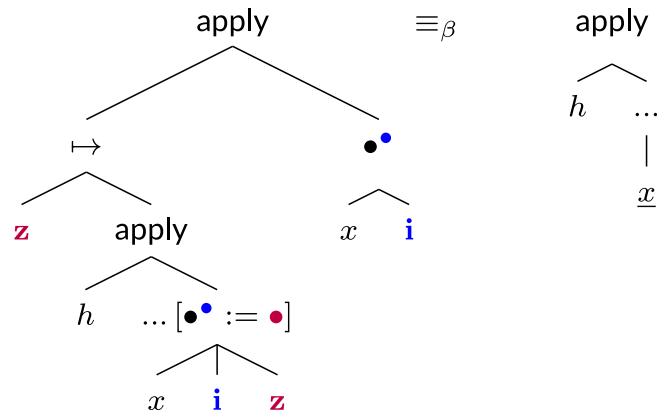 apply ≡β apply
↦ •• h ...
z apply x i x
h ... [•• := •]
x i z